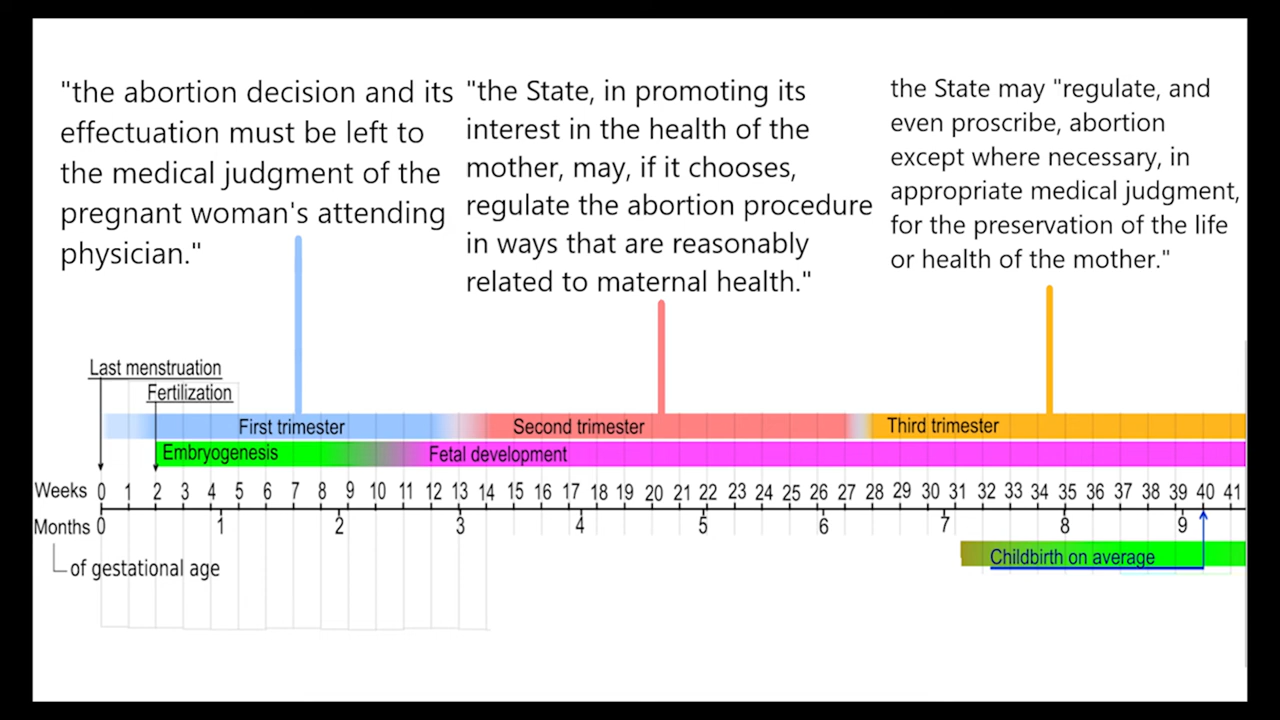 "the abortion decision and its
effectuation must be left to
the medical judgment of the
pregnant woman's attending
physician."
"the State, in promoting its
interest in the health of the
mother, may, if it chooses,
regulate the abortion procedure
in ways that are reasonably
related to maternal health."
the State may "regulate, and
even proscribe, abortion
except where necessary, in
appropriate medical judgment,
for the preservation of the life
or health of the mother."
Last menstruation
Fertilization
First trimester
Second trimester
Third trimester
Embryogenesis
Fetal development
Weeks 0 1 2 3 4 5 6 7 8 9 10 11 12 13 14 15 16 17 18 19 20 21 22 23 24 25 26 27 28 29 30 31 32 33 34 35 36 37 38 39 40 41
Months 0 1 2 3 4 5 6 7 8 9
Childbirth on average
of gestational age